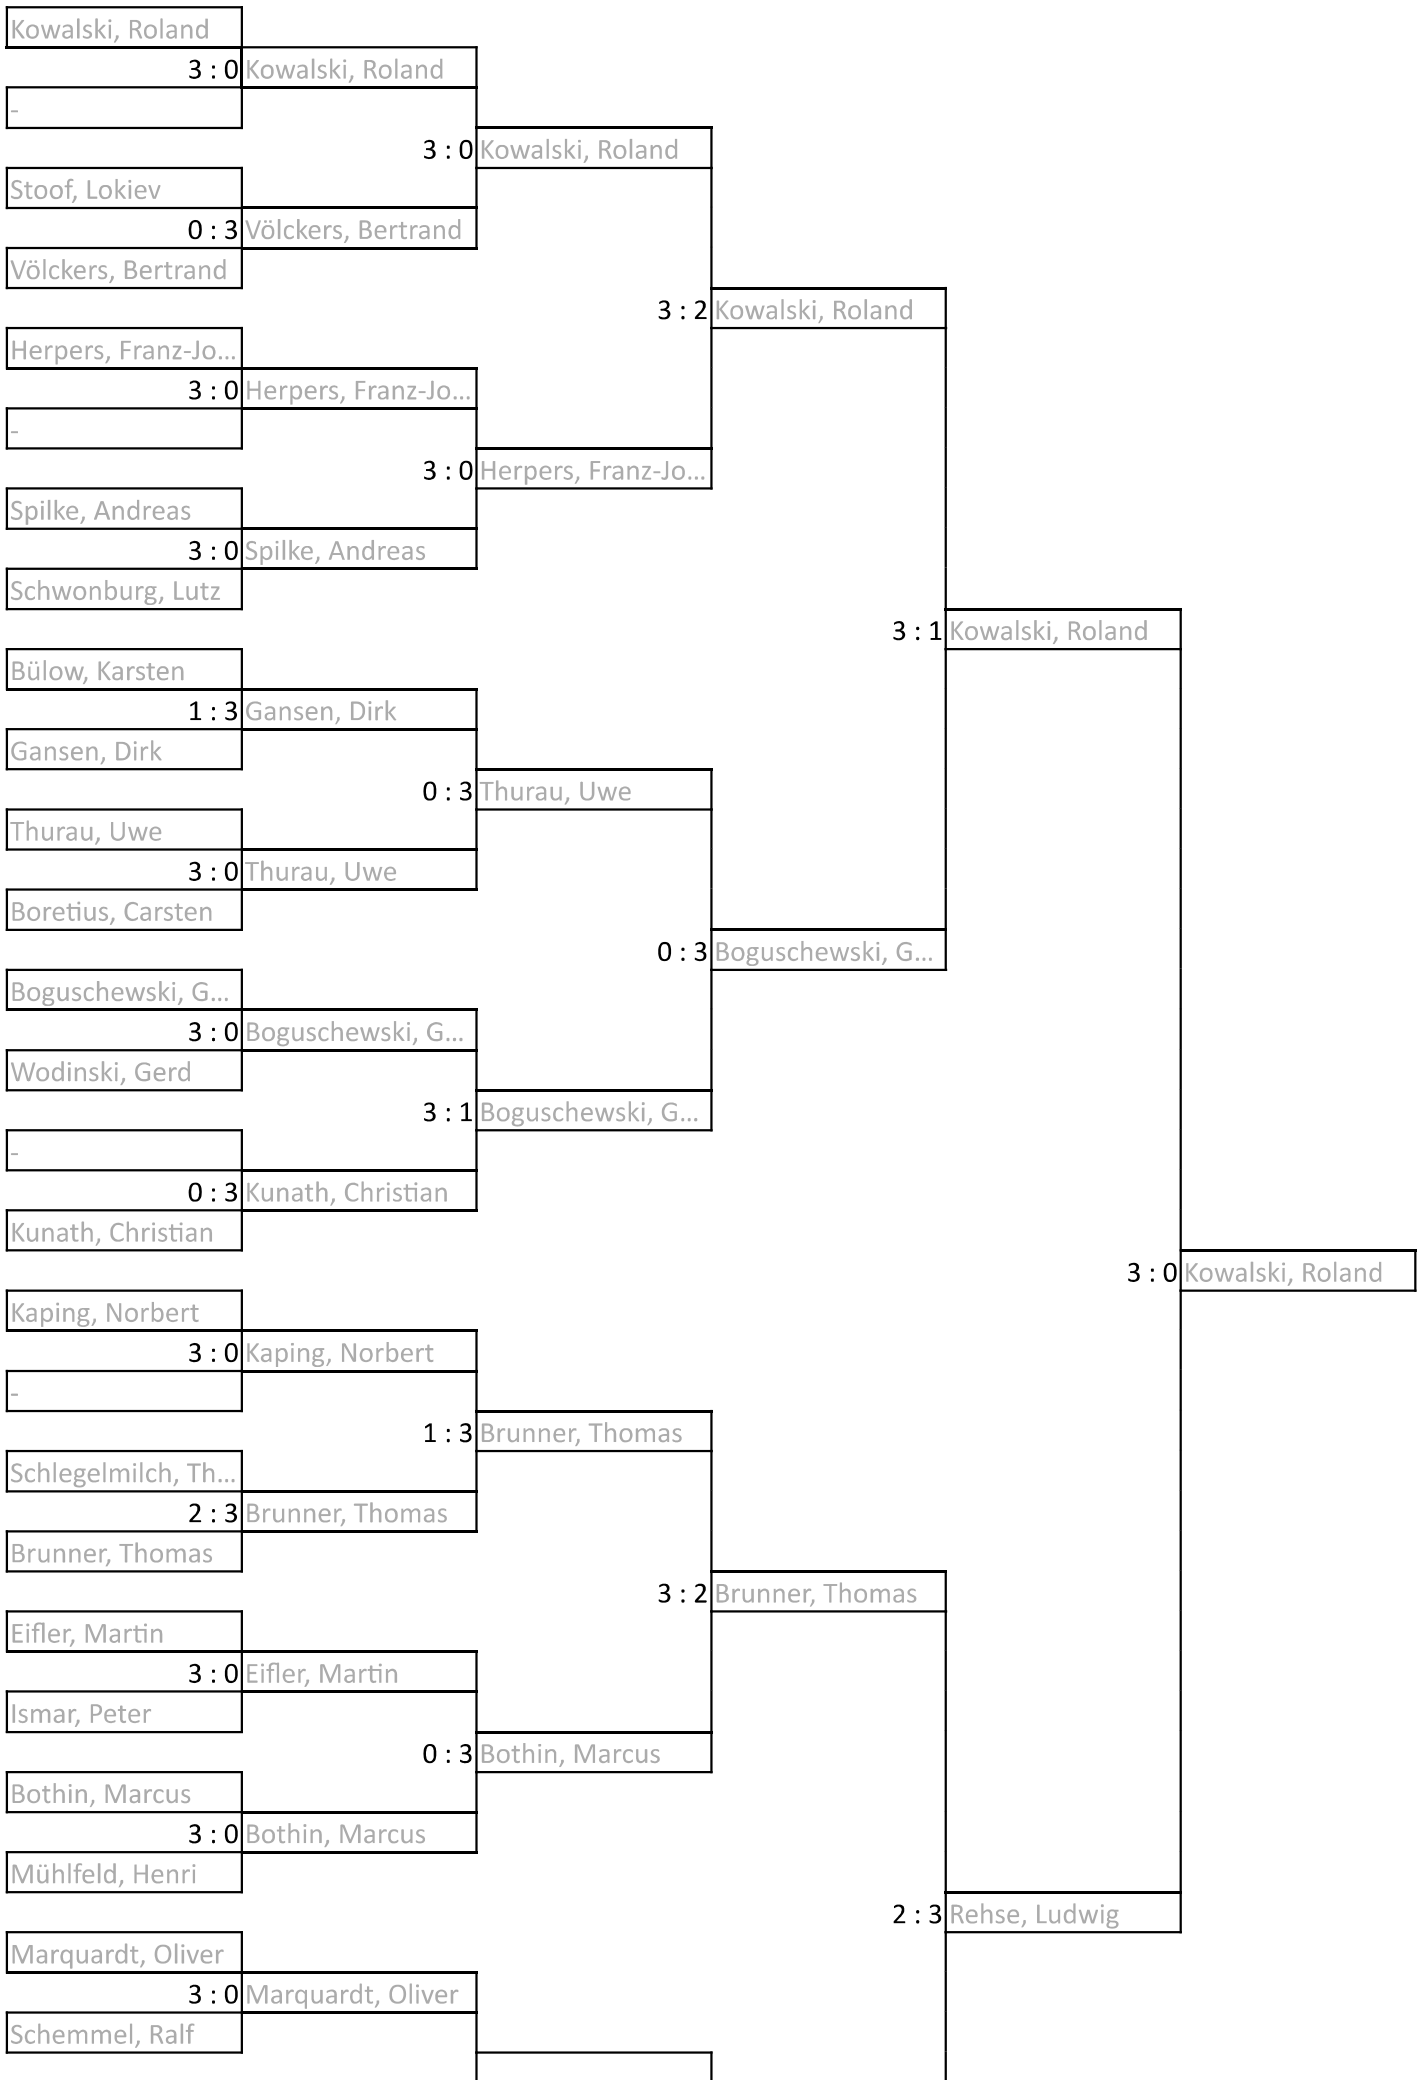 Kowalski, Roland
3 : 0 Kowalski, Roland
-
3 : 0 Kowalski, Roland
Stoof, Lokiev
0 : 3 Völckers, Bertrand
Völckers, Bertrand
3 : 2 Kowalski, Roland
Herpers, Franz-Jo...
3 : 0 Herpers, Franz-Jo...
-
3 : 0 Herpers, Franz-Jo...
Spilke, Andreas
3 : 0 Spilke, Andreas
Schwonburg, Lutz
3 : 1 Kowalski, Roland
Bülow, Karsten
1 : 3 Gansen, Dirk
Gansen, Dirk
0 : 3 Thurau, Uwe
Thurau, Uwe
3 : 0 Thurau, Uwe
Boretius, Carsten
0 : 3 Boguschewski, G...
Boguschewski, G...
3 : 0 Boguschewski, G...
Wodinski, Gerd
3 : 1 Boguschewski, G...
-
0 : 3 Kunath, Christian
Kunath, Christian
3 : 0 Kowalski, Roland
Kaping, Norbert
3 : 0 Kaping, Norbert
-
1 : 3 Brunner, Thomas
Schlegelmilch, Th...
2 : 3 Brunner, Thomas
Brunner, Thomas
3 : 2 Brunner, Thomas
Eifler, Martin
3 : 0 Eifler, Martin
Ismar, Peter
0 : 3 Bothin, Marcus
Bothin, Marcus
3 : 0 Bothin, Marcus
Mühlfeld, Henri
2 : 3 Rehse, Ludwig
Marquardt, Oliver
3 : 0 Marquardt, Oliver
Schemmel, Ralf